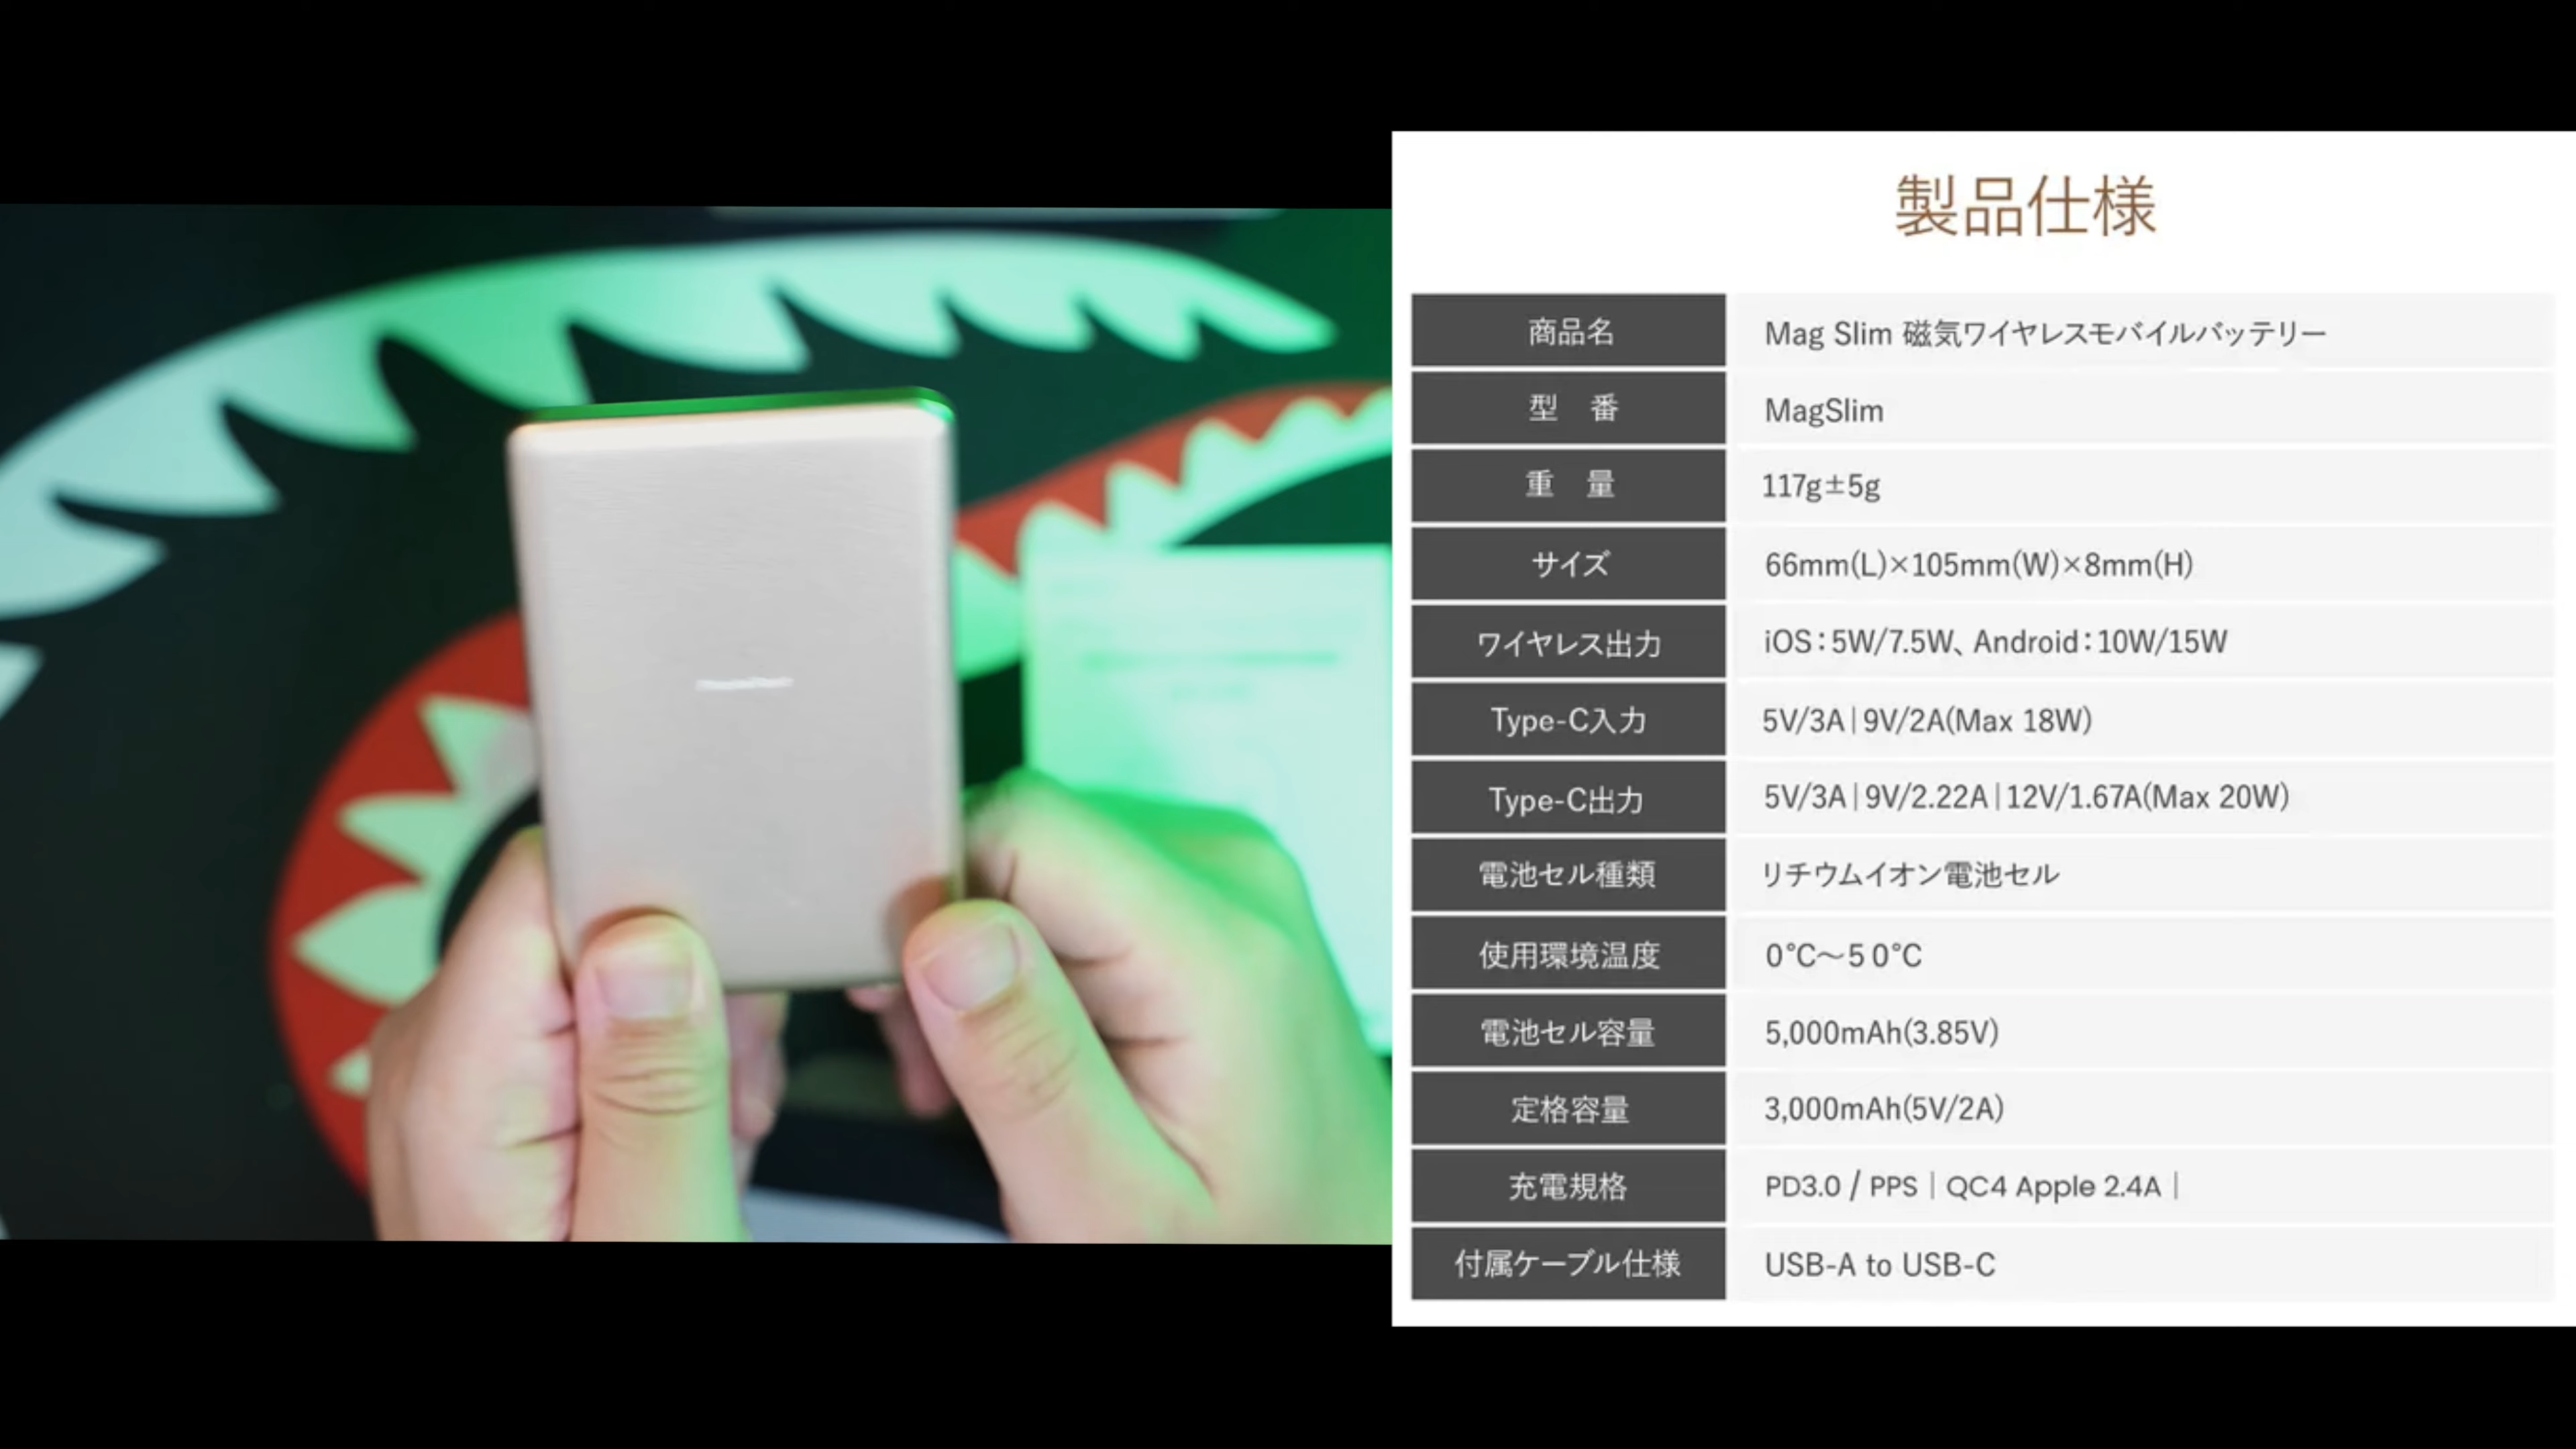 製品仕様
商品名 Mag Slim 磁気ワイヤレスモバイルバッテリー
型 番 MagSlim
重 量 117g±5g
サイズ 66mm(L)×105mm(W)×8mm(H)
ワイヤレス出力 iOS：5W/7.5W、Android：10W/15W
Type-C入力 5V/3A|9V/2A(Max 18W)
Type-C出力 5V/3A|9V/2.22A|12V/1.67A(Max 20W)
電池セル種類 リチウムイオン電池セル
使用環境温度 0℃～50℃
電池セル容量 5,000mAh(3.85V)
定格容量 3,000mAh(5V/2A)
充電規格 PD3.0 / PPS | QC4 Apple 2.4A |
付属ケーブル仕様 USB-A to USB-C